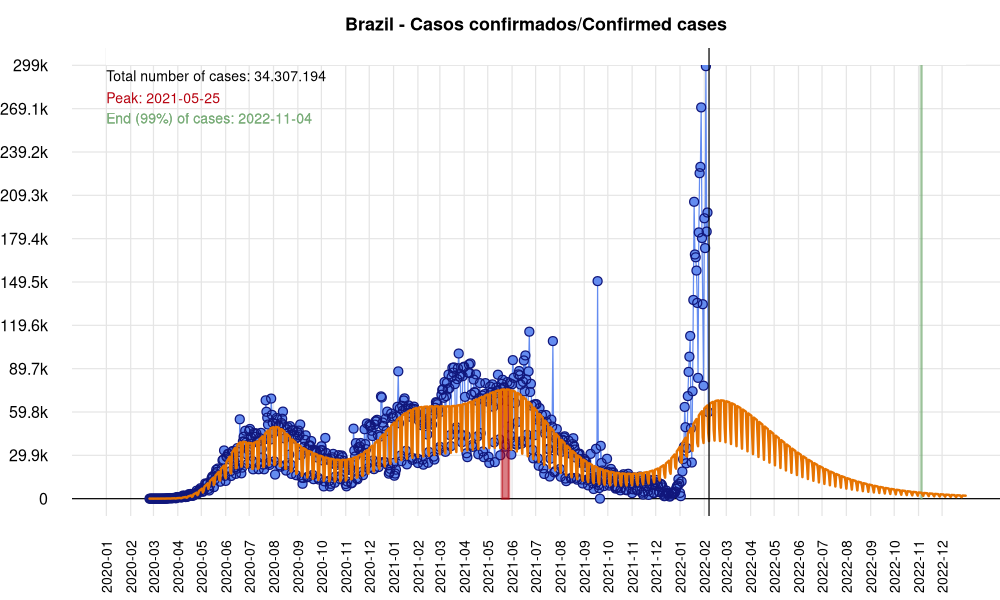 Brazil - Casos confirmados/Confirmed cases
299k
269.1k
239.2k
209.3k
179.4k
149.5k
119.6k
89.7k
59.8k
29.9k
0
Total number of cases: 34.307.194
Peak: 2021-05-25
End (99%) of cases: 2022-11-04
2020-01
2020-02
2020-03
2020-04
2020-05
2020-06
2020-07
2020-08
2020-09
2020-10
2020-11
2020-12
2021-01
2021-02
2021-03
2021-04
2021-05
2021-06
2021-07
2021-08
2021-09
2021-10
2021-11
2021-12
2022-01
2022-02
2022-03
2022-04
2022-05
2022-06
2022-07
2022-08
2022-09
2022-10
2022-11
2022-12